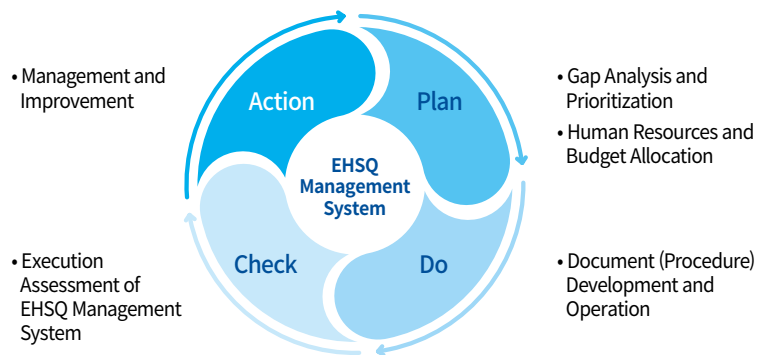 • Management and
Improvement
Action
Plan
• Gap Analysis and
Prioritization
• Human Resources and
Budget Allocation
EHSQ
Management
System
• Execution
Assessment of
EHSQ Management
System
Check
Do
• Document (Procedure)
Development and
Operation